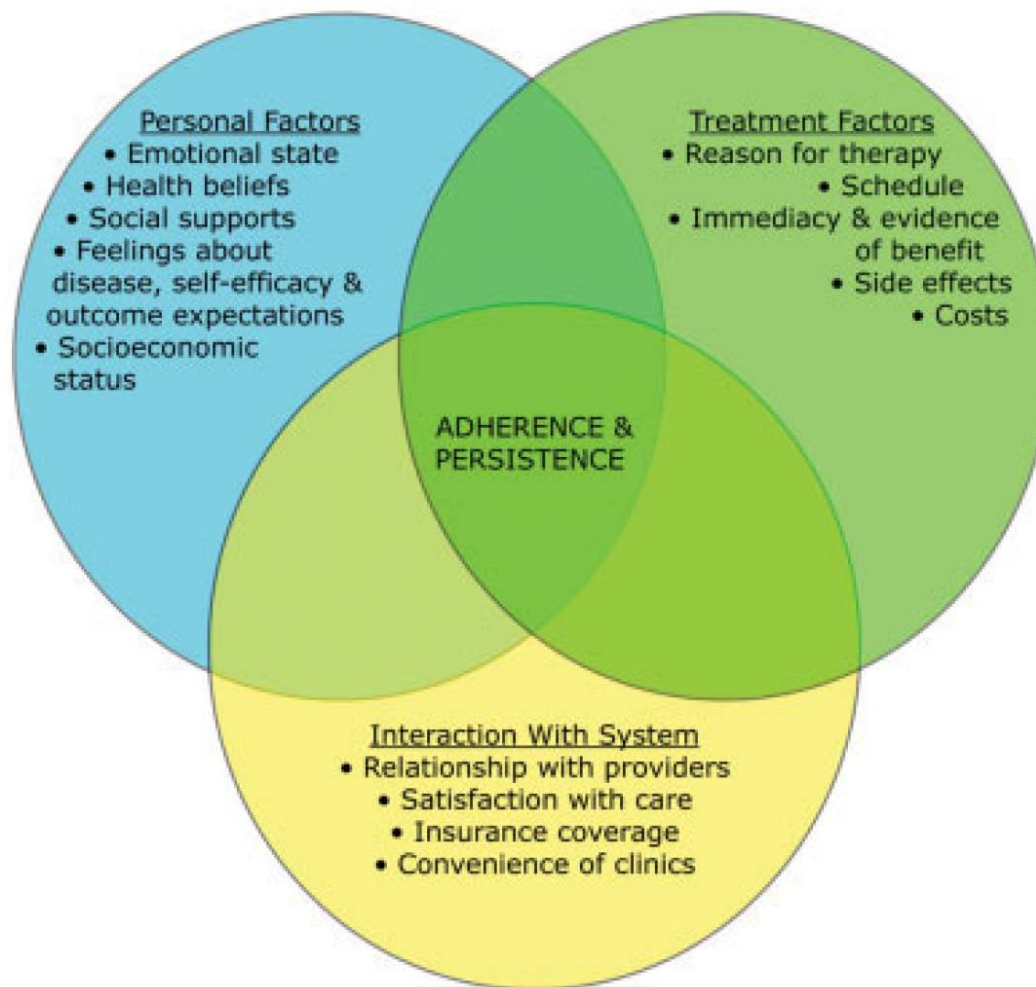 Personal Factors
• Emotional state
• Health beliefs
• Social supports
• Feelings about
disease, self-efficacy &
outcome expectations
• Socioeconomic
status
Treatment Factors
• Reason for therapy
• Schedule
• Immediacy & evidence
of benefit
• Side effects
• Costs
ADHERENCE &
PERSISTENCE
Interaction With System
• Relationship with providers
• Satisfaction with care
• Insurance coverage
• Convenience of clinics